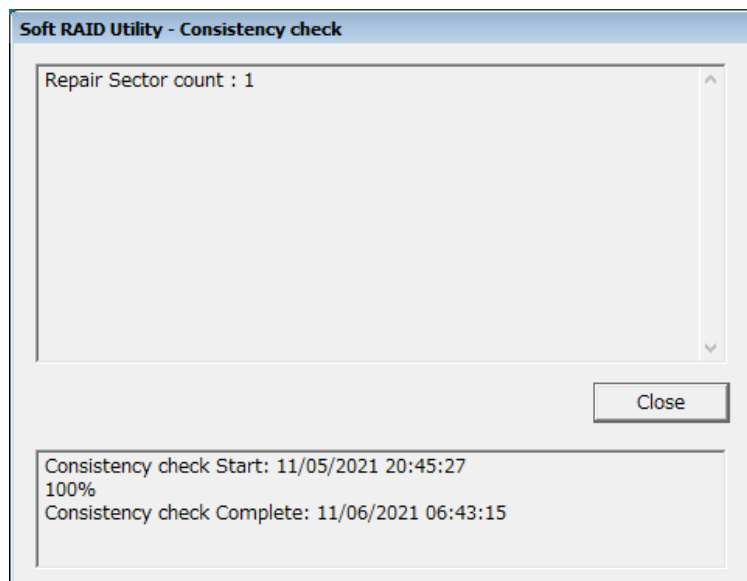 Soft RAID Utility - Consistency check
Repair Sector count : 1
Close
Consistency check Start: 11/05/2021 20:45:27
100%
Consistency check Complete: 11/06/2021 06:43:15